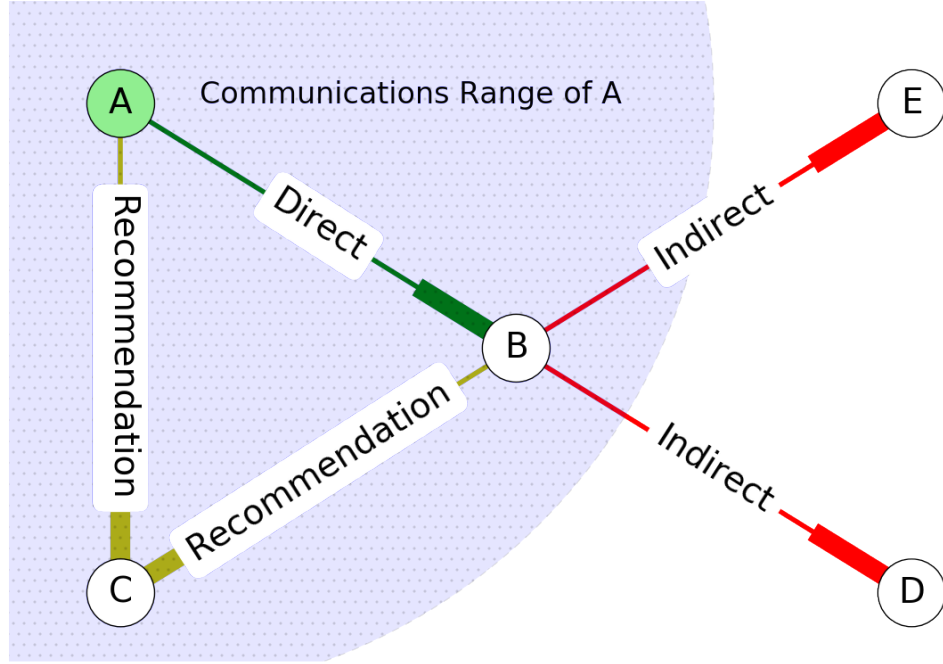 A
Communications Range of A
E
Direct
Recommendation
Indirect
B
Recommendation
Indirect
C
D